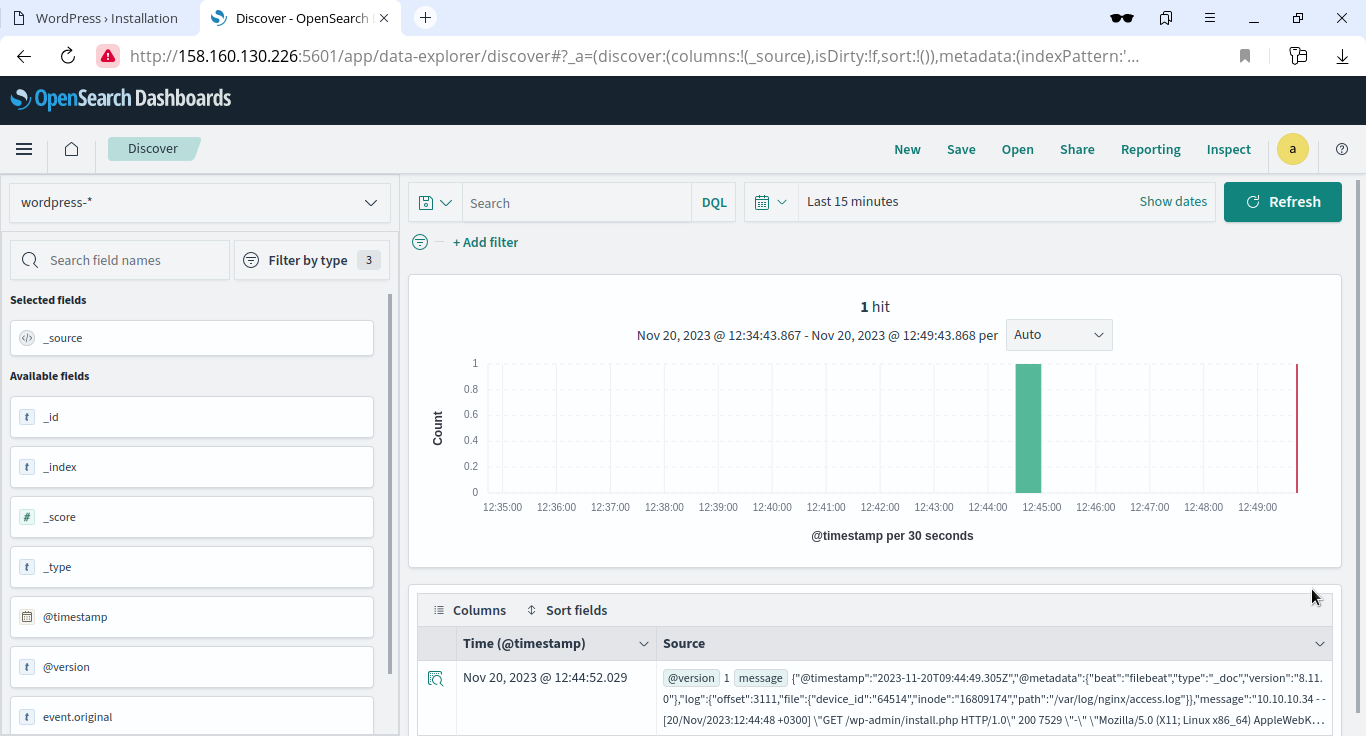 WordPress › Installation
Discover - OpenSearch
http://158.160.130.226:5601/app/data-explorer/discover#?_a=(discover:(columns:!(_source),isDirty:!f,sort:!()),metadata:(indexPattern:'...
OpenSearch Dashboards
Discover
New Save Open Share Reporting Inspect a
wordpress-*
Search DQL Last 15 minutes Show dates Refresh
+ Add filter
Search field names Filter by type 3
Selected fields
_source
Available fields
_id
_index
_score
_type
@timestamp
@version
event.original
1 hit
Nov 20, 2023 @ 12:34:43.867 - Nov 20, 2023 @ 12:49:43.868 per Auto
Count
1
0.8
0.6
0.4
0.2
0
12:35:00 12:36:00 12:37:00 12:38:00 12:39:00 12:40:00 12:41:00 12:42:00 12:43:00 12:44:00 12:45:00 12:46:00 12:47:00 12:48:00 12:49:00
@timestamp per 30 seconds
Columns Sort fields
Time (@timestamp) Source
Nov 20, 2023 @ 12:44:52.029
@version 1 message {"@timestamp":"2023-11-20T09:44:49.305Z","@metadata":{"beat":"filebeat","type":"_doc","version":"8.11.
0"},"log":{"offset":3111,"file":{"device_id":"64514","inode":"16809174","path":"/var/log/nginx/access.log"}},"message":"10.10.10.34 - -
[20/Nov/2023:12:44:48 +0300] \"GET /wp-admin/install.php HTTP/1.0\" 200 7529 \"-\" \"Mozilla/5.0 (X11; Linux x86_64) AppleWebK...